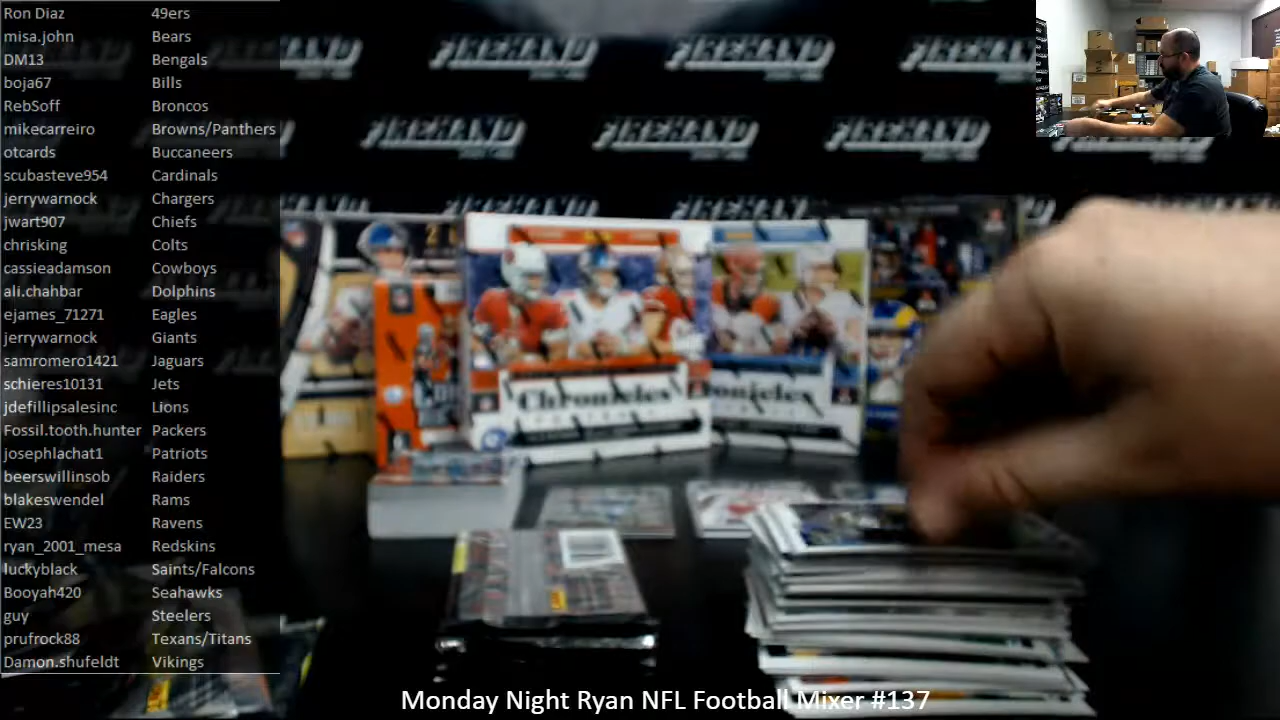 Ron Diaz 49ers
misa.john Bears
DM13 Bengals
boja67 Bills
RebSoff Broncos
mikecarreiro Browns/Panthers
otcards Buccaneers
scubasteve954 Cardinals
jerrywarnock Chargers
jwart907 Chiefs
chrisking Colts
cassieadamson Cowboys
ali.chahbar Dolphins
ejames_71271 Eagles
jerrywarnock Giants
samromero1421 Jaguars
schieres10131 Jets
jdefillipsalesinc Lions
Fossil.tooth.hunter Packers
josephlachat1 Patriots
beerswillinsob Raiders
blakeswendel Rams
EW23 Ravens
ryan_2001_mesa Redskins
luckyblack Saints/Falcons
Booyah420 Seahawks
guy Steelers
prufrock88 Texans/Titans
Damon.shufeldt Vikings
FIREHAND FIREHAND
FIREHAND FIREHAND FIREHAND
Chronicles
Monday Night Ryan NFL Football Mixer #137